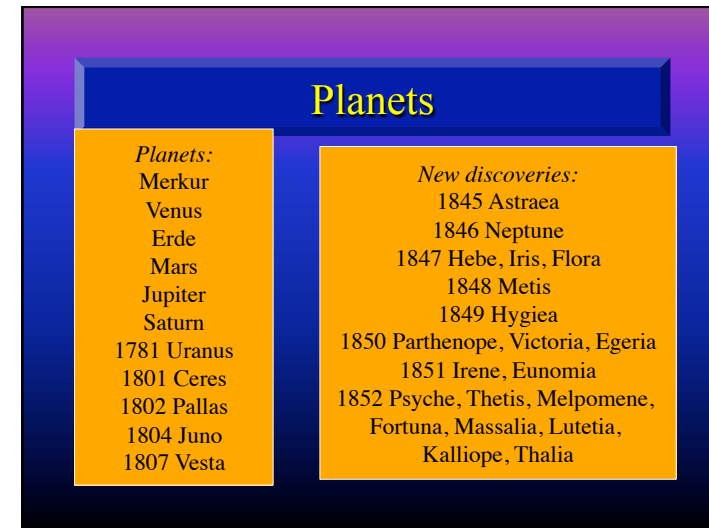 Planets
Planets:
Merkur
Venus
Erde
Mars
Jupiter
Saturn
1781 Uranus
1801 Ceres
1802 Pallas
1804 Juno
1807 Vesta
New discoveries:
1845 Astraea
1846 Neptune
1847 Hebe, Iris, Flora
1848 Metis
1849 Hygiea
1850 Parthenope, Victoria, Egeria
1851 Irene, Eunomia
1852 Psyche, Thetis, Melpomene,
Fortuna, Massalia, Lutetia,
Kalliope, Thalia